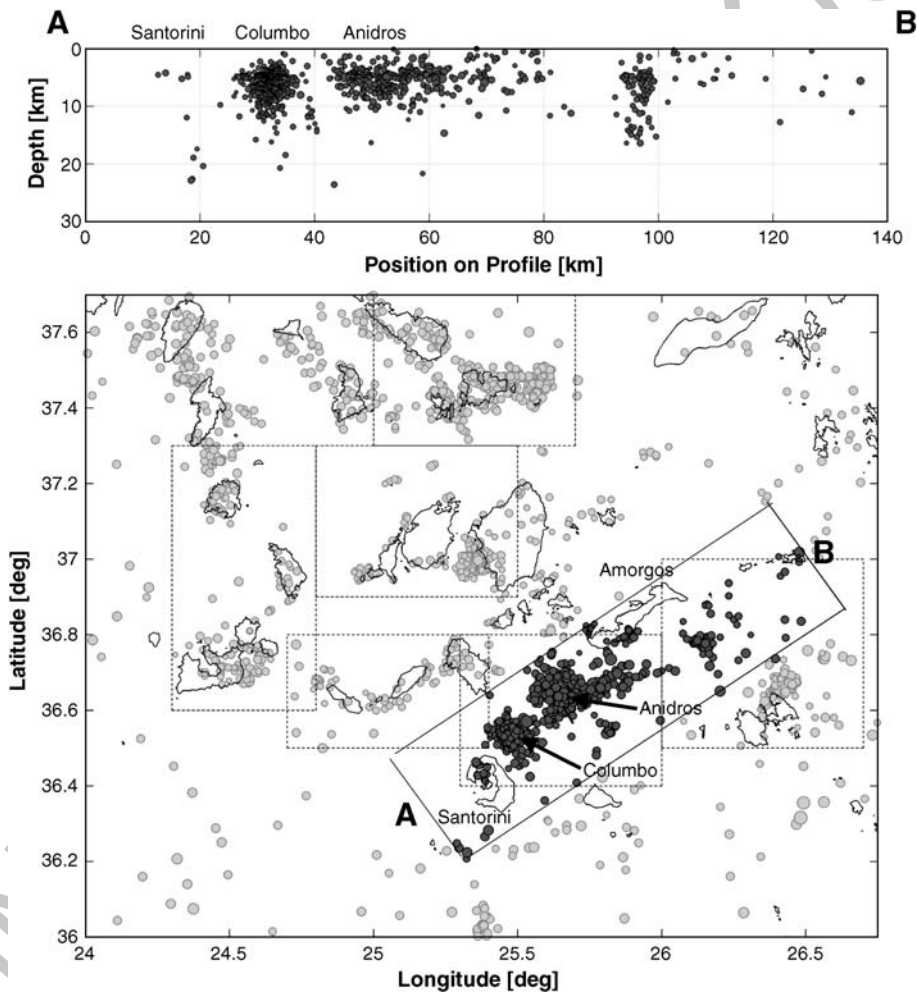 A
B
Santorini Columbo Anidros
0
10
20
30
Depth [km]
0 20 40 60 80 100 120 140
Position on Profile [km]
37.6
37.4
37.2
37
36.8
36.6
36.4
36.2
36
Latitude [deg]
B
Amorgos
Anidros
Columbo
A
Santorini
24 24.5 25 25.5 26 26.5
Longitude [deg]